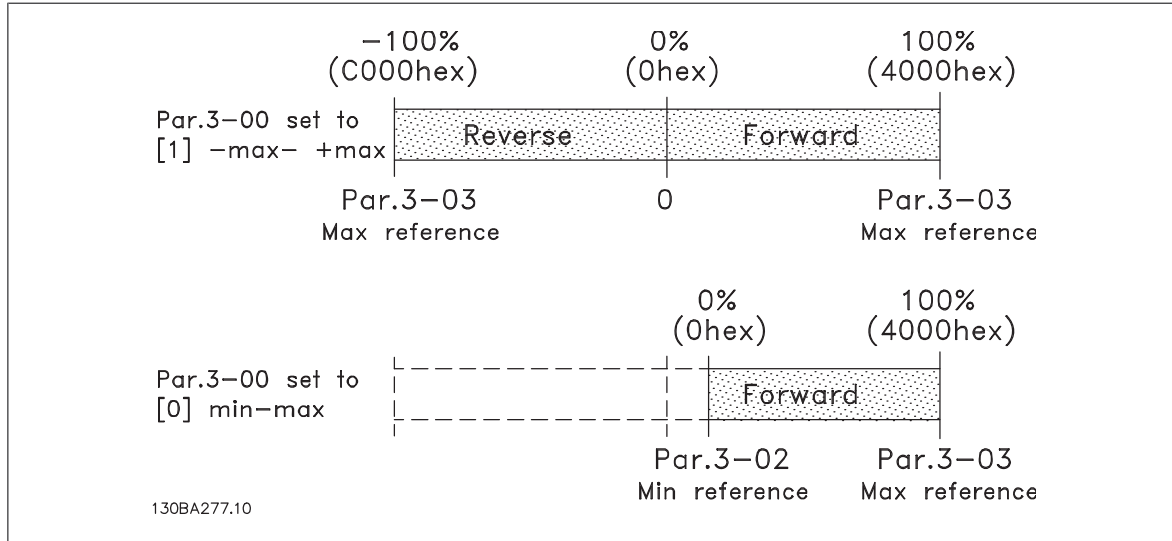 -100% 0% 100%
(C000hex) (0hex) (4000hex)
Par.3-00 set to
[1] -max- +max
Reverse Forward
Par.3-03 0 Par.3-03
Max reference Max reference
0% 100%
(0hex) (4000hex)
Par.3-00 set to
[0] min-max
Forward
Par.3-02 Par.3-03
Min reference Max reference
130BA277.10